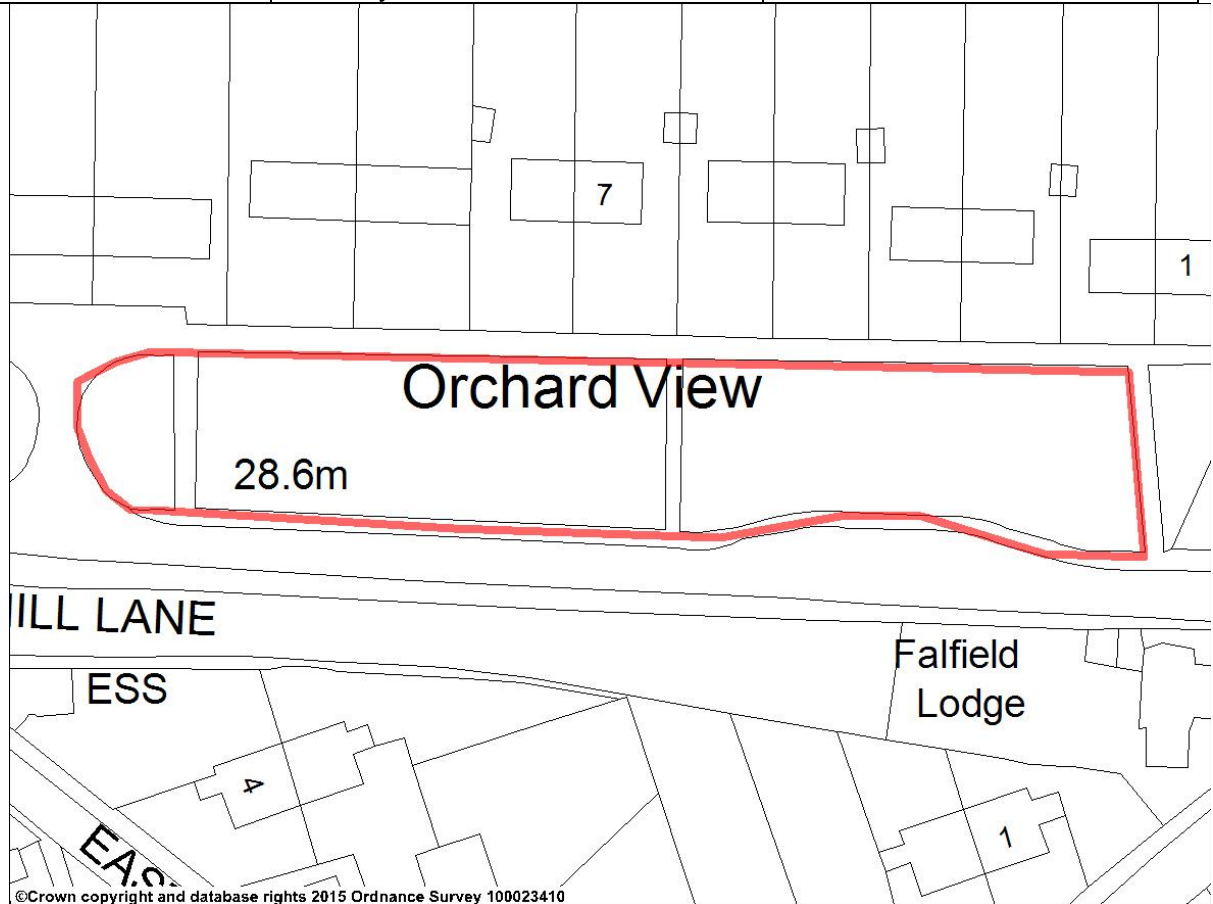 7
1
Orchard View
28.6m
ILL LANE
Falfield
Lodge
ESS
4
1
©Crown copyright and database rights 2015 Ordnance Survey 100023410